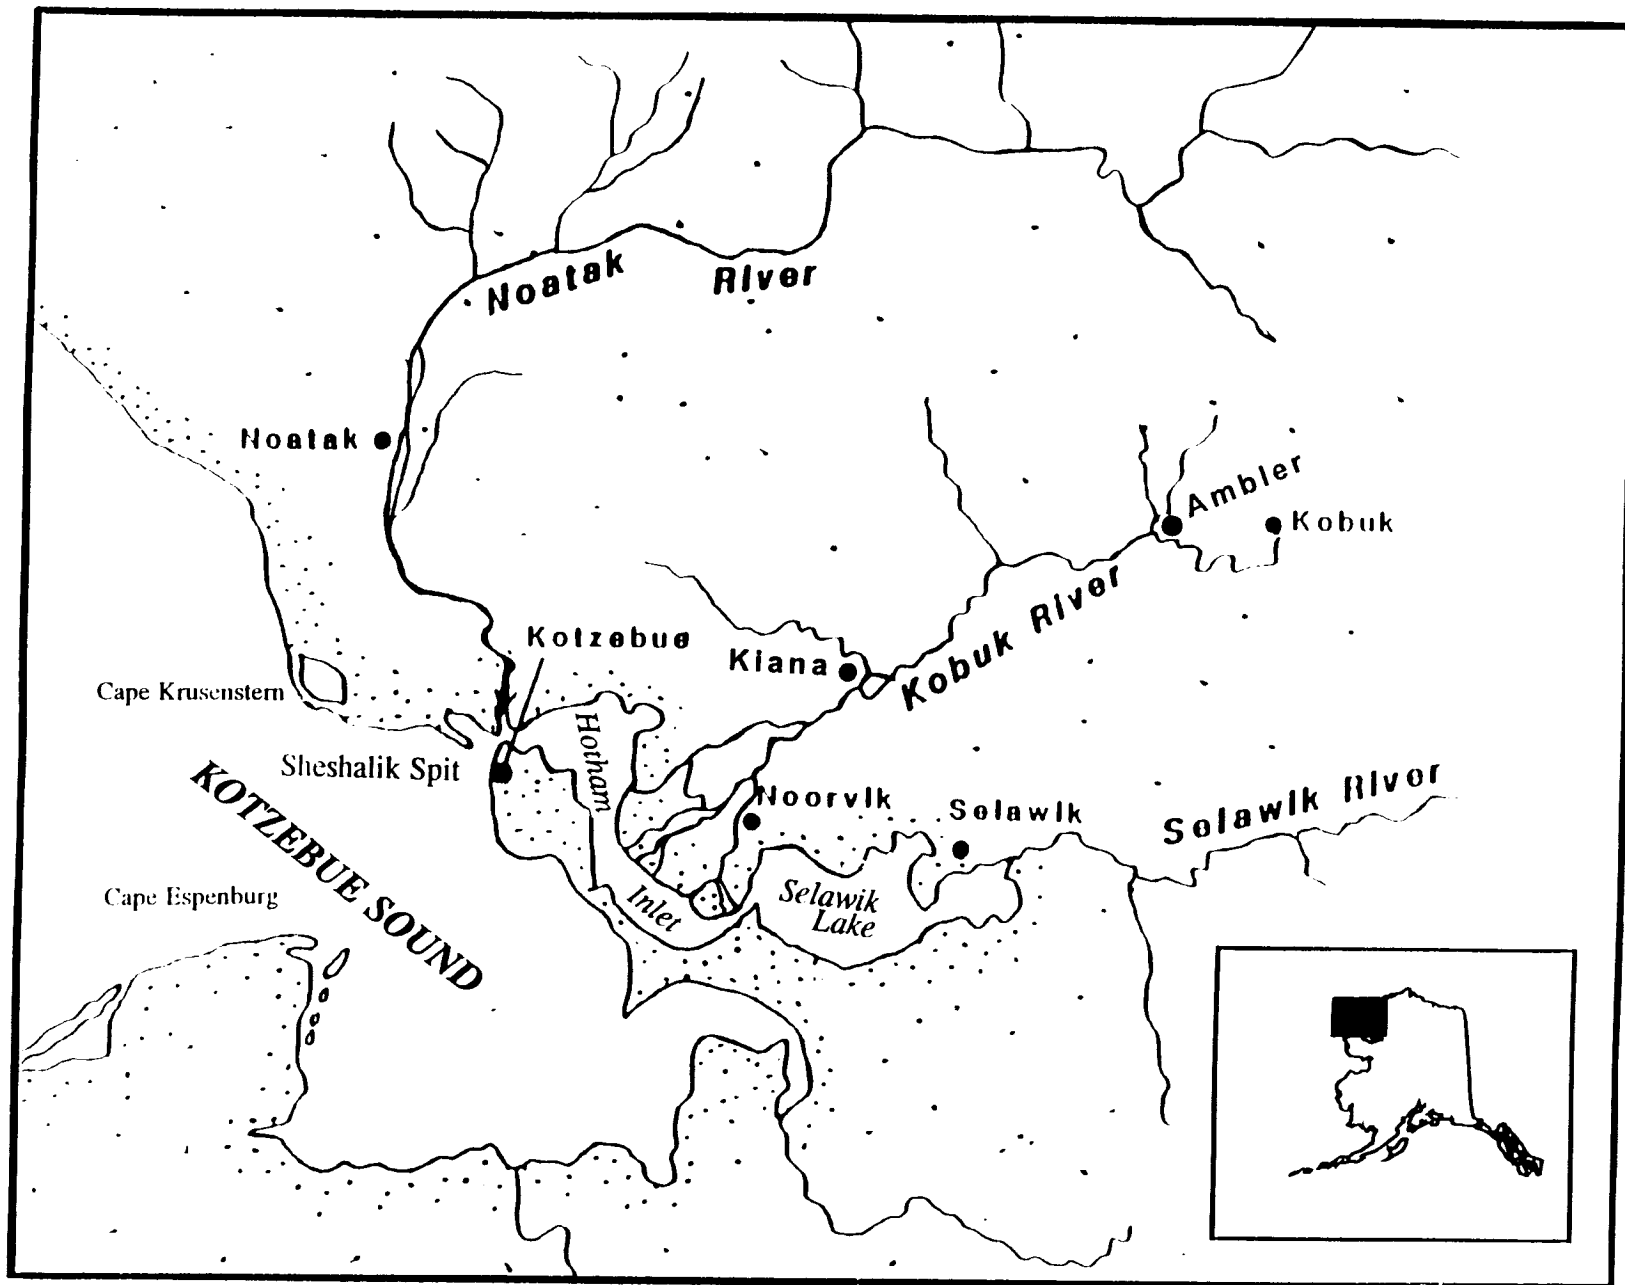 Noatak River
Noatak
Ambler
Kobuk
Kotzebue
Kiana
Kobuk River
Cape Krusenstern
Hotham
Inlet
Sheshalik Spit
KOTZEBUE SOUND
Noorvik
Selawik
Selawik River
Selawik
Lake
Cape Espenburg